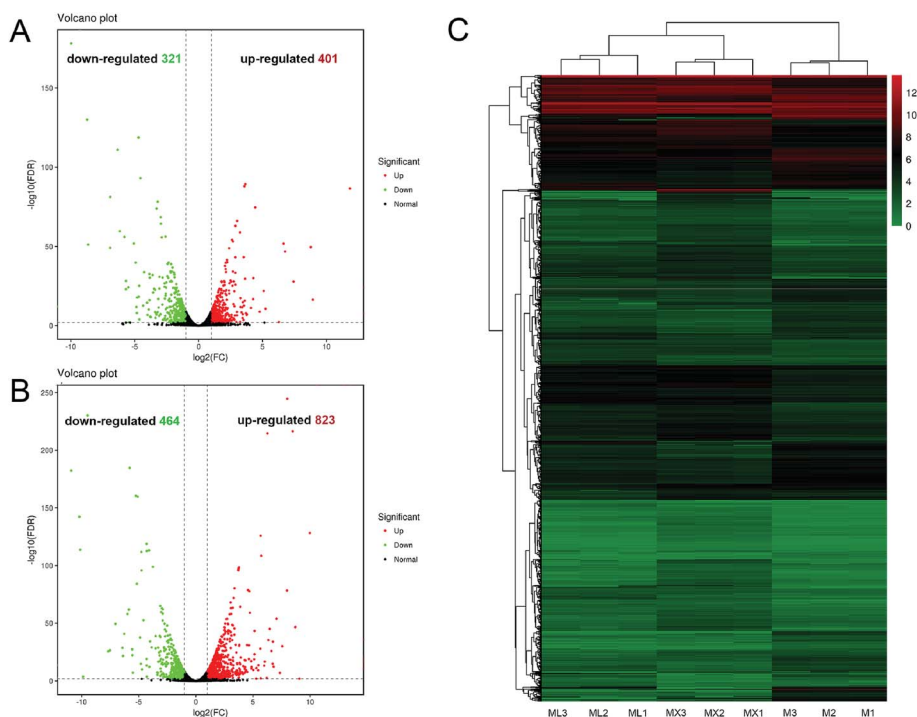 A
Volcano plot
down-regulated 321
up-regulated 401
150
100
50
0
-log10(FDR)
-10
-5
0
5
10
log2(FC)
Significant
Up
Down
Normal
B
Volcano plot
down-regulated 464
up-regulated 823
250
200
150
100
50
0
-log10(FDR)
-10
-5
0
5
10
log2(FC)
Significant
Up
Down
Normal
C
12
10
8
6
4
2
0
ML3 ML2 ML1 MX3 MX2 MX1 M3 M2 M1